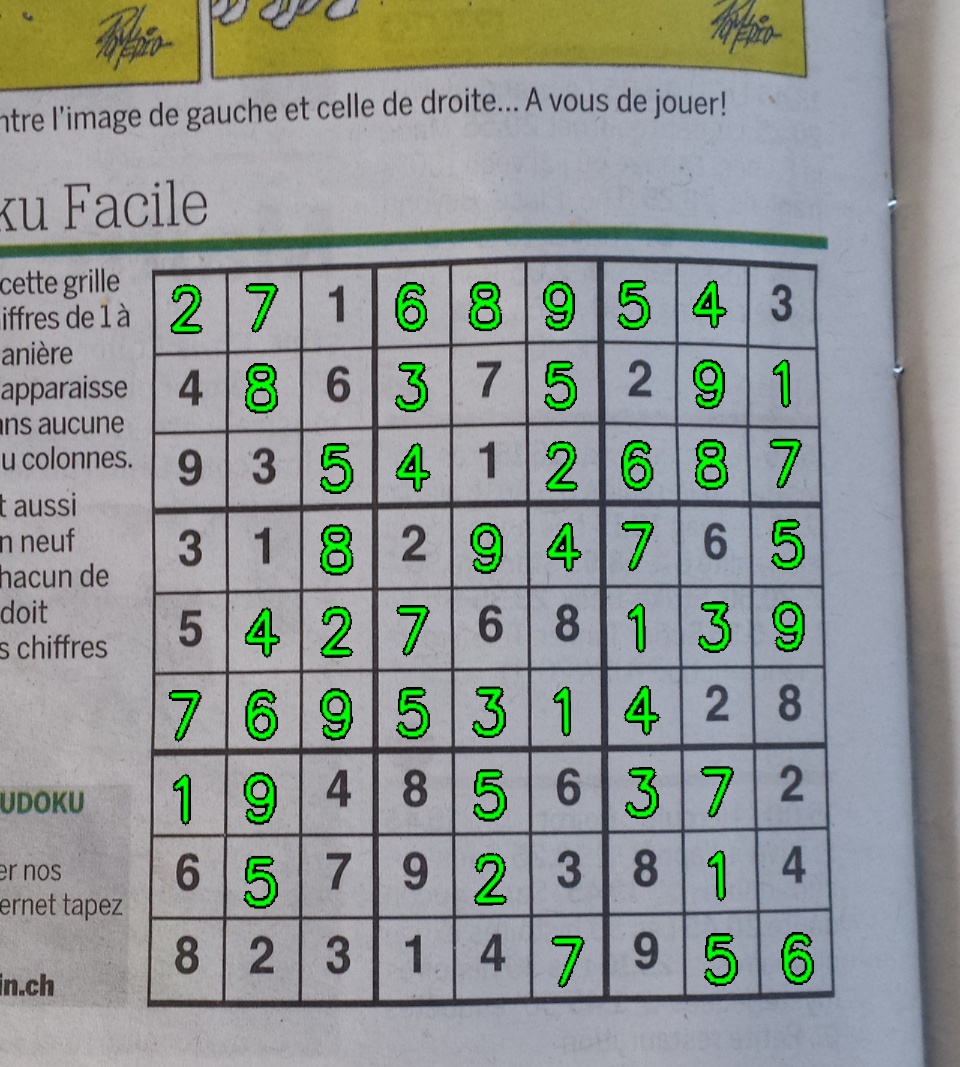 ntre l'image de gauche et celle de droite... A vous de jouer!
ku Facile
cette grille
iffres de 1 à
anière
apparaisse
ns aucune
u colonnes.
t aussi
n neuf
hacun de
doit
s chiffres
UDOKU
er nos
ernet tapez
in.ch
2 7 1 6 8 9 5 4 3
4 8 6 3 7 5 2 9 1
9 3 5 4 1 2 6 8 7
3 1 8 2 9 4 7 6 5
5 4 2 7 6 8 1 3 9
7 6 9 5 3 1 4 2 8
1 9 4 8 5 6 3 7 2
6 5 7 9 2 3 8 1 4
8 2 3 1 4 7 9 5 6